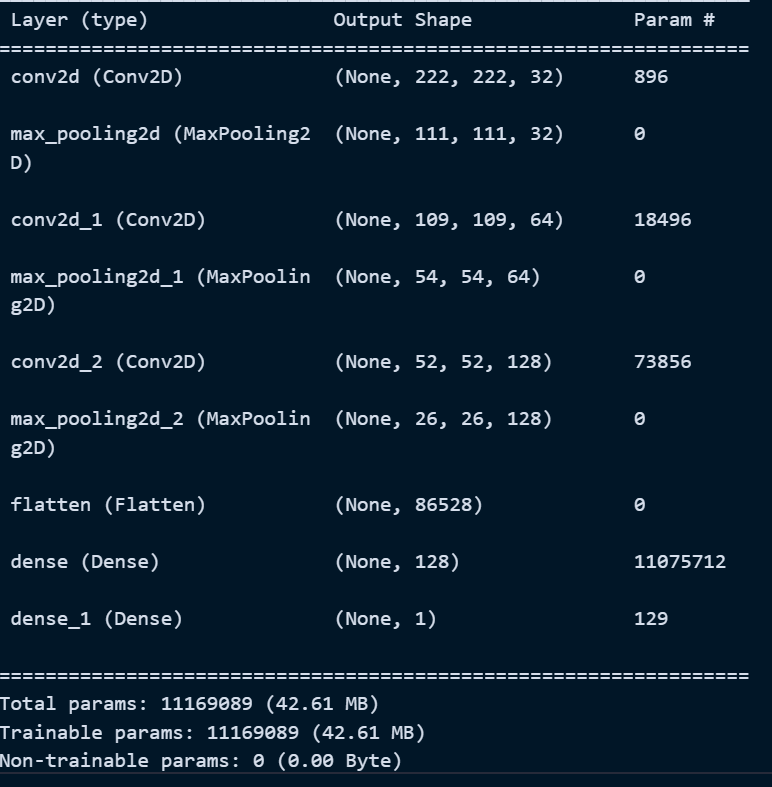 Layer (type) Output Shape Param #
=================================================================
conv2d (Conv2D) (None, 222, 222, 32) 896
max_pooling2d (MaxPooling2 (None, 111, 111, 32) 0
D)
conv2d_1 (Conv2D) (None, 109, 109, 64) 18496
max_pooling2d_1 (MaxPoolin (None, 54, 54, 64) 0
g2D)
conv2d_2 (Conv2D) (None, 52, 52, 128) 73856
max_pooling2d_2 (MaxPoolin (None, 26, 26, 128) 0
g2D)
flatten (Flatten) (None, 86528) 0
dense (Dense) (None, 128) 11075712
dense_1 (Dense) (None, 1) 129
=================================================================
Total params: 11169089 (42.61 MB)
Trainable params: 11169089 (42.61 MB)
Non-trainable params: 0 (0.00 Byte)